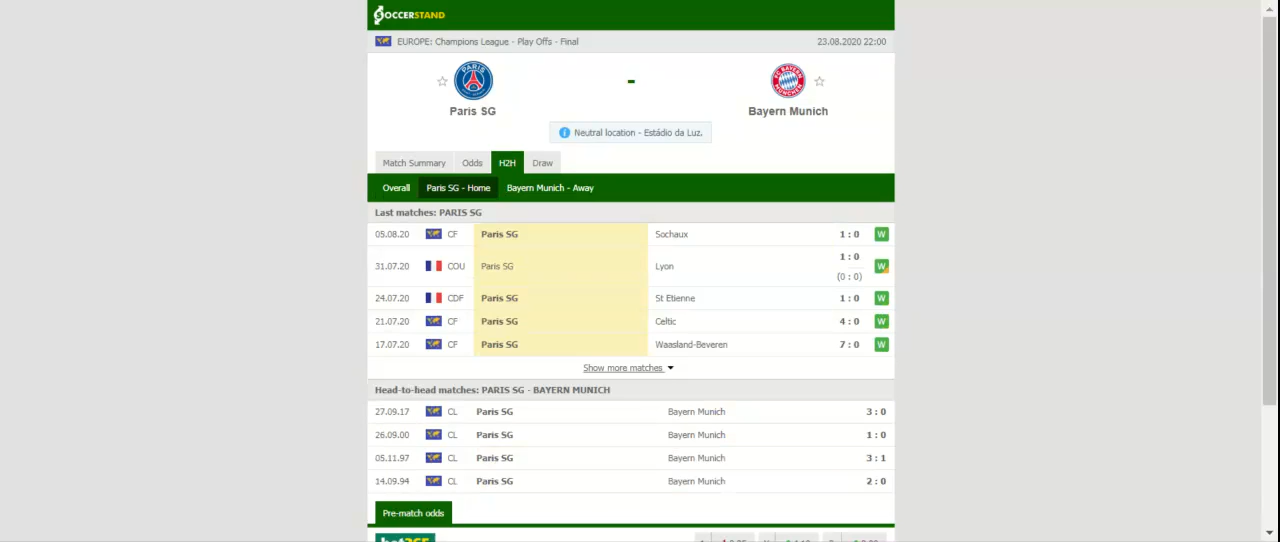 SOCCERSTAND
EUROPE: Champions League - Play Offs - Final 23.08.2020 22:00
PARIS FC BAYERN MÜNCHEN
-
Paris SG Bayern Munich
Neutral location - Estádio da Luz.
Match Summary Odds H2H Draw
Overall Paris SG - Home Bayern Munich - Away
Last matches: PARIS SG
05.08.20 CF Paris SG Sochaux 1 : 0 W
31.07.20 COU Paris SG Lyon 1 : 0 (0 : 0) W
24.07.20 CDF Paris SG St Etienne 1 : 0 W
21.07.20 CF Paris SG Celtic 4 : 0 W
17.07.20 CF Paris SG Waasland-Beveren 7 : 0 W
Show more matches
Head-to-head matches: PARIS SG - BAYERN MUNICH
27.09.17 CL Paris SG Bayern Munich 3 : 0
26.09.00 CL Paris SG Bayern Munich 1 : 0
05.11.97 CL Paris SG Bayern Munich 3 : 1
14.09.94 CL Paris SG Bayern Munich 2 : 0
Pre-match odds
bet365